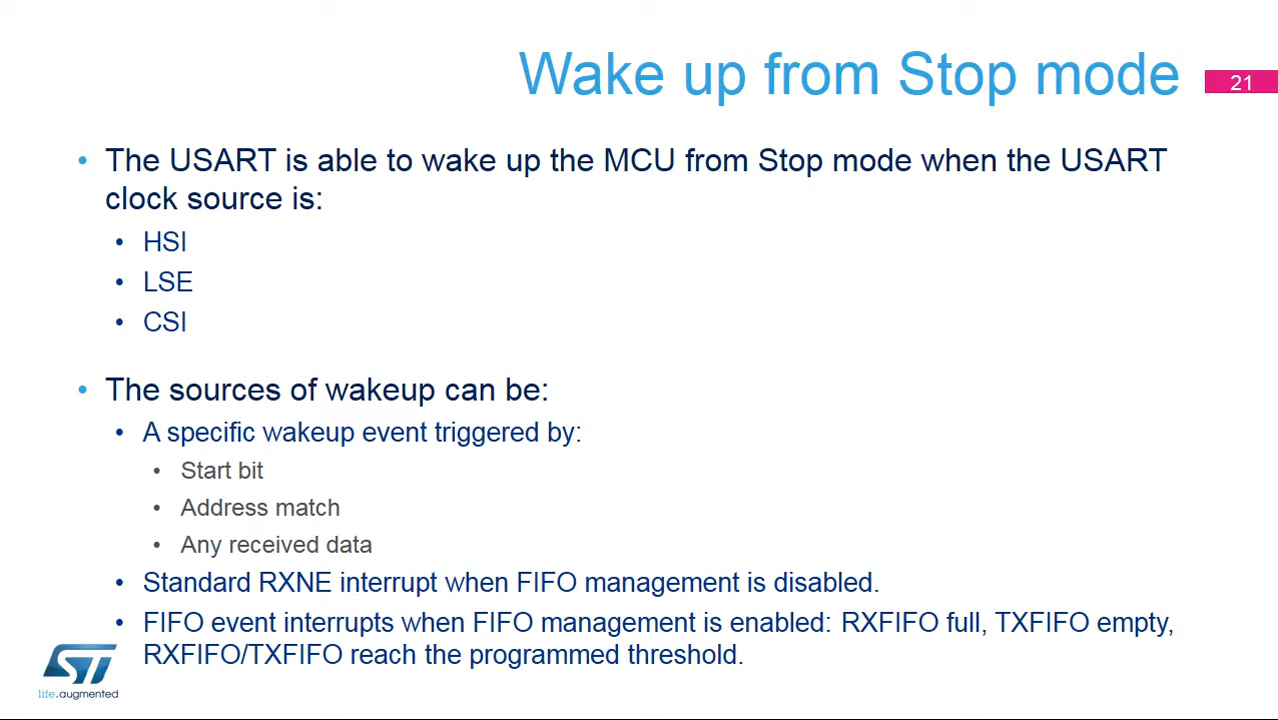 Wake up from Stop mode
21
• The USART is able to wake up the MCU from Stop mode when the USART
clock source is:
• HSI
• LSE
• CSI
• The sources of wakeup can be:
• A specific wakeup event triggered by:
• Start bit
• Address match
• Any received data
• Standard RXNE interrupt when FIFO management is disabled.
• FIFO event interrupts when FIFO management is enabled: RXFIFO full, TXFIFO empty,
RXFIFO/TXFIFO reach the programmed threshold.
ST
life.augmented